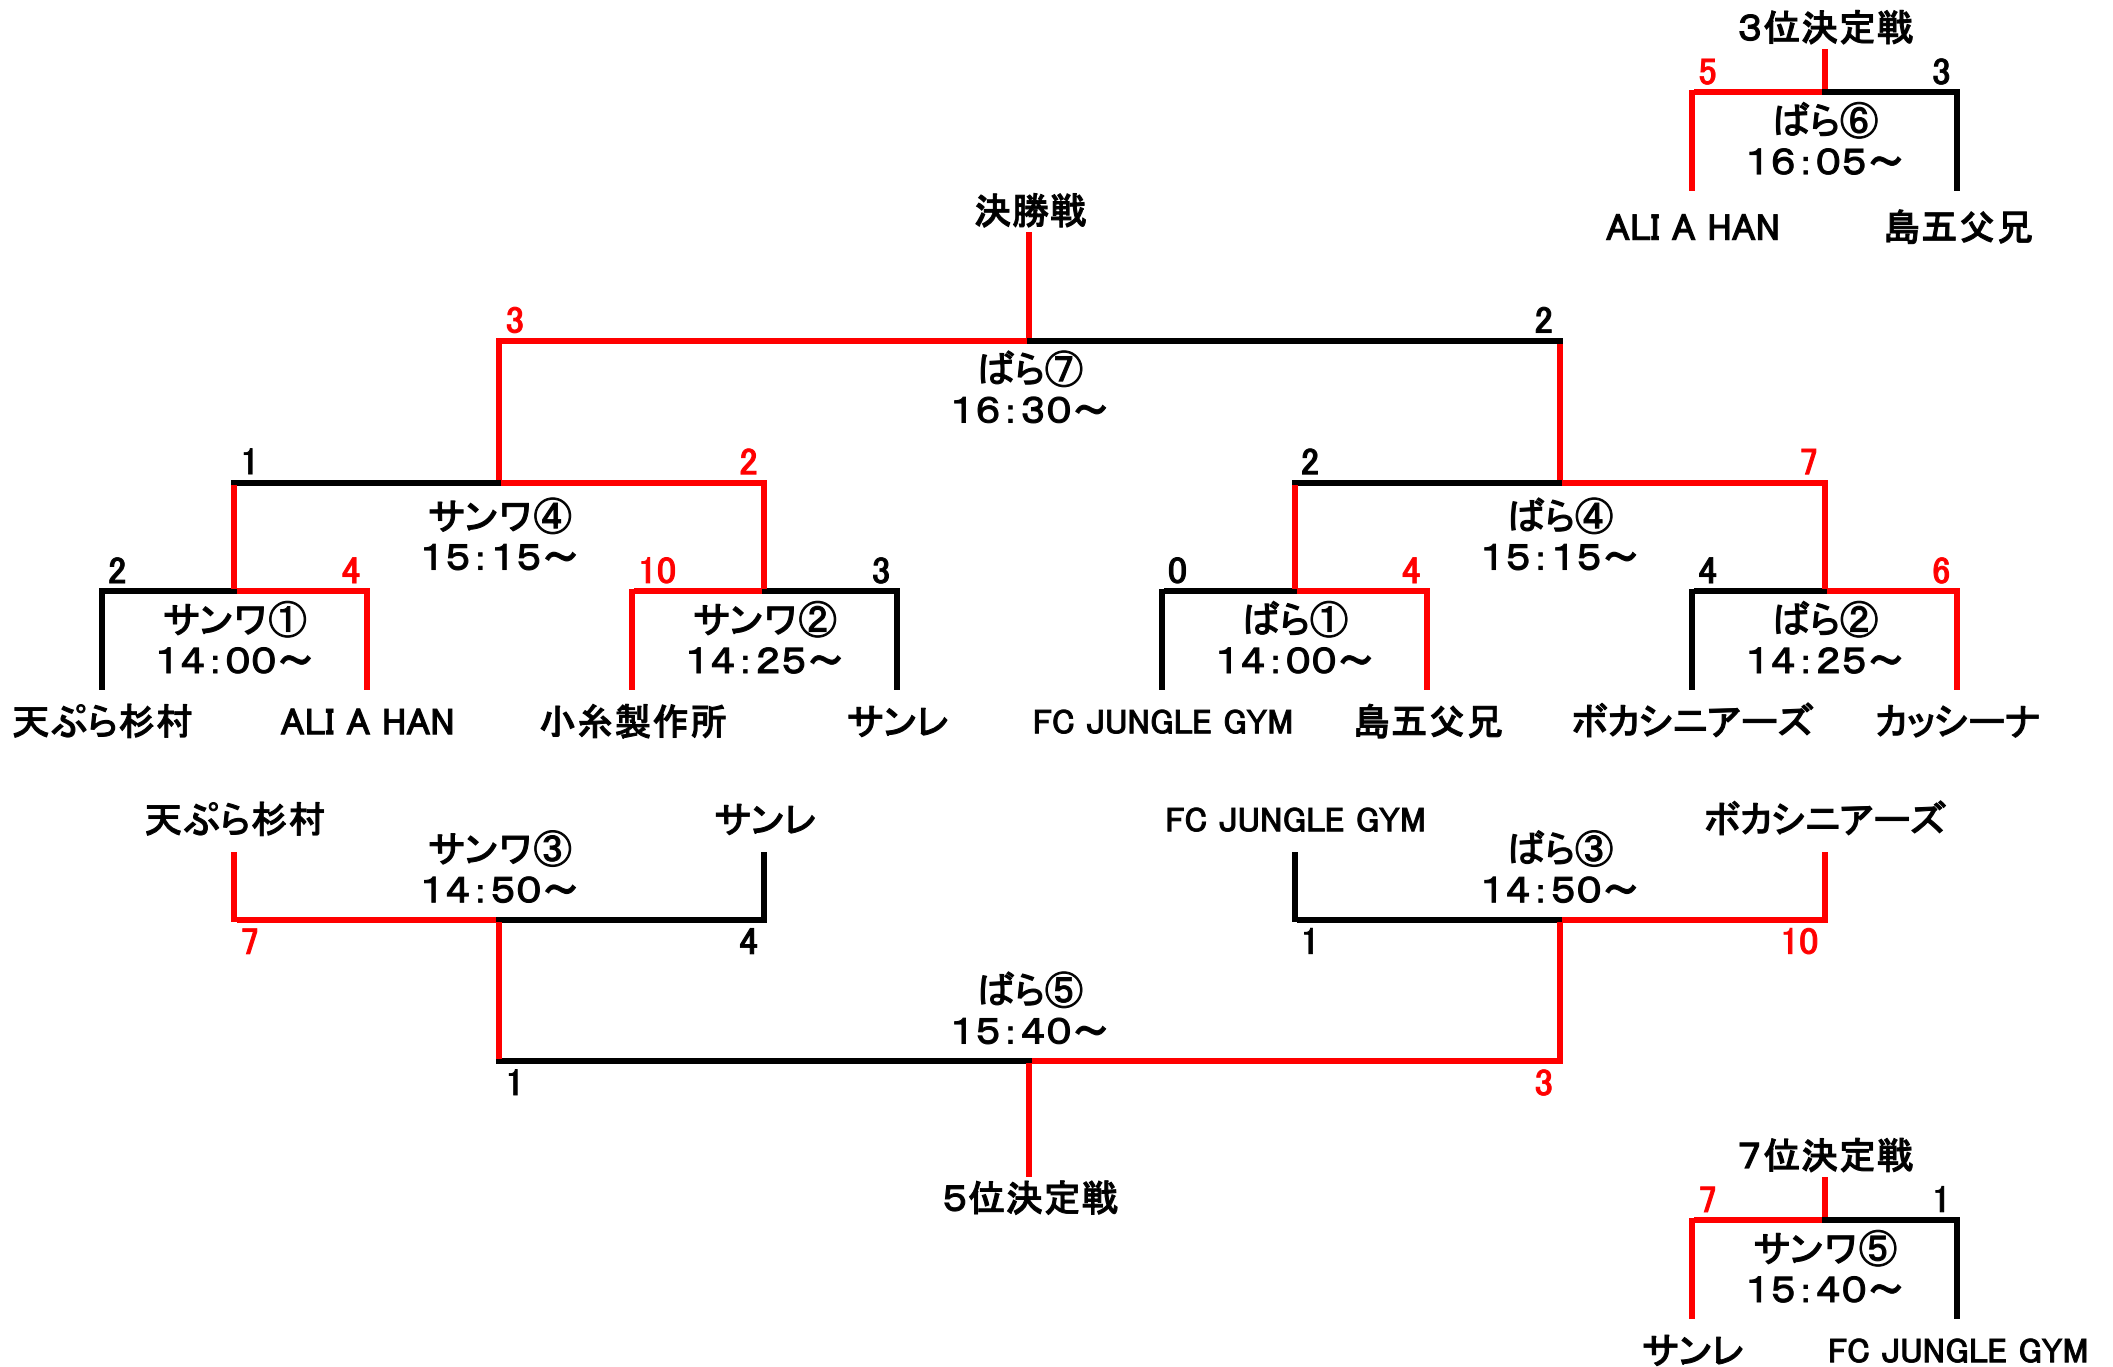 ３位決定戦
5 3
ばら⑥
１６：０５～
ALI A HAN 島五父兄
決勝戦
3 2
ばら⑦
１６：３０～
1 2 2 7
サンワ④ ばら④
１５：１５～ １５：１５～
2 4 10 3 0 4 4 6
サンワ① サンワ② ばら① ばら②
１４：００～ １４：２５～ １４：００～ １４：２５～
天ぷら杉村 ALI A HAN 小糸製作所 サンレ FC JUNGLE GYM 島五父兄 ボカシニアーズ カッシーナ
天ぷら杉村 サンレ FC JUNGLE GYM ボカシニアーズ
サンワ③ ばら③
１４：５０～ １４：５０～
7 4 1 10
ばら⑤
１５：４０～
1 3
５位決定戦
７位決定戦
7 1
サンワ⑤
１５：４０～
サンレ FC JUNGLE GYM